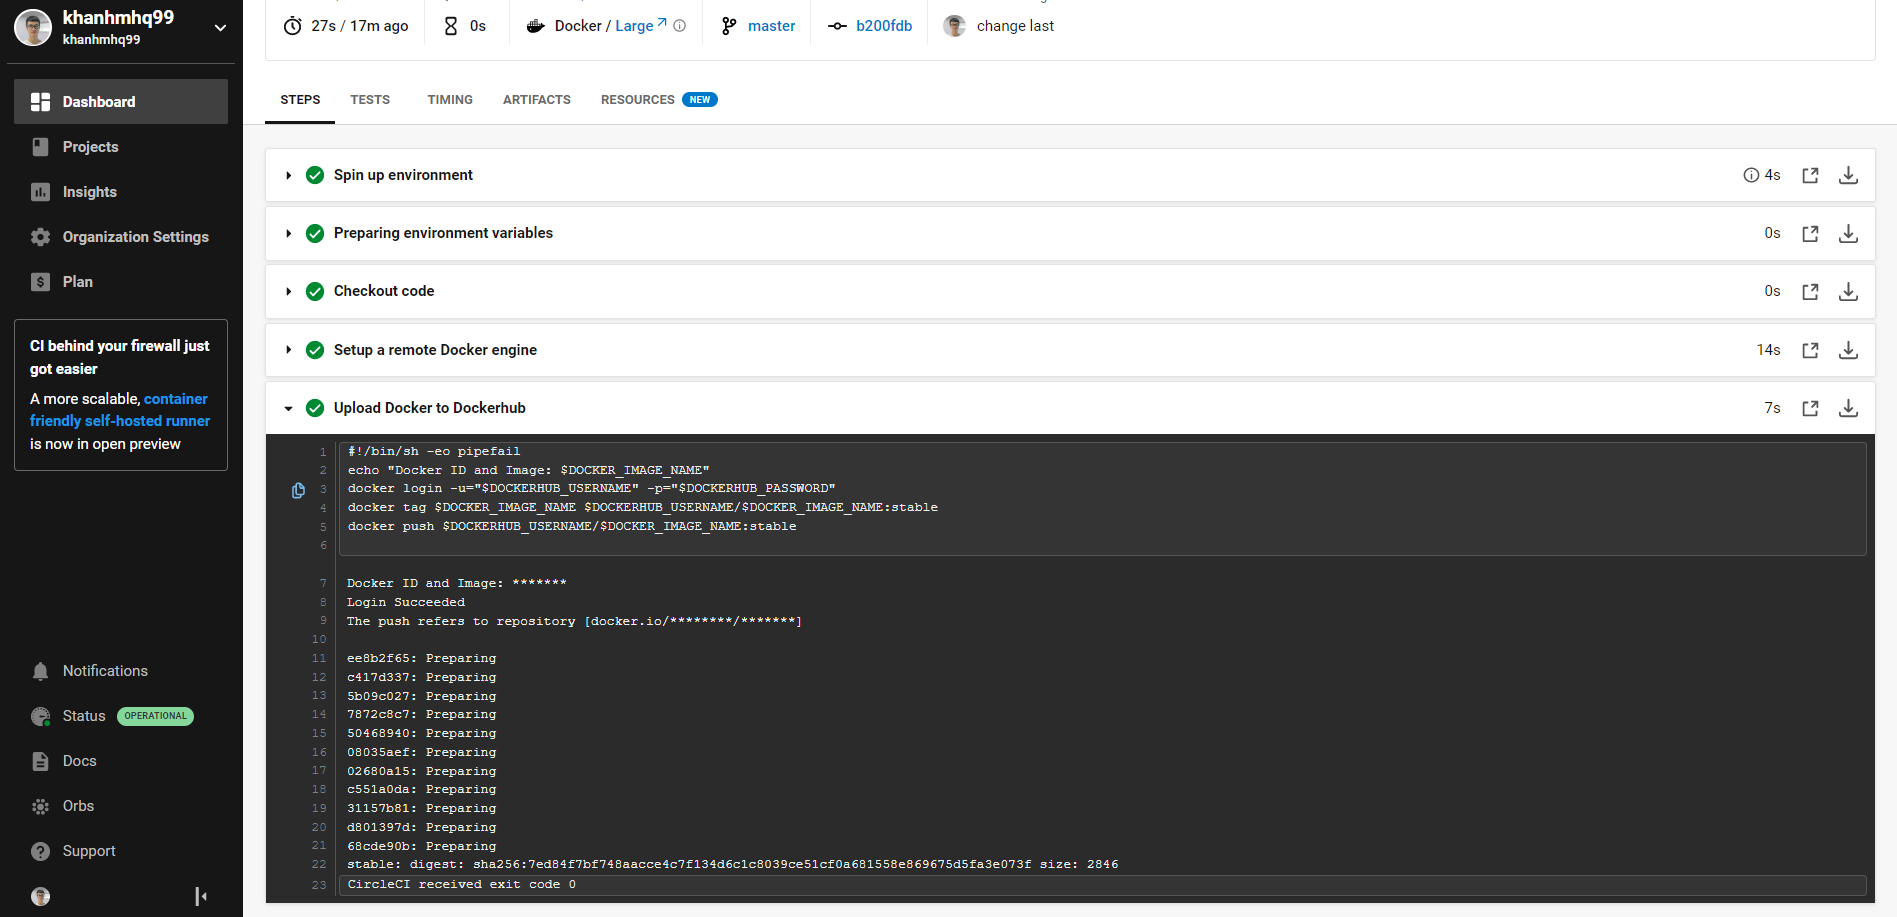 khanhmhq99
khanhmhq99
Dashboard
Projects
Insights
Organization Settings
Plan
CI behind your firewall just
got easier
A more scalable, container
friendly self-hosted runner
is now in open preview
Notifications
Status OPERATIONAL
Docs
Orbs
Support
27s / 17m ago
0s
Docker / Large
master
b200fdb
change last
STEPS
TESTS
TIMING
ARTIFACTS
RESOURCES NEW
Spin up environment 4s
Preparing environment variables 0s
Checkout code 0s
Setup a remote Docker engine 14s
Upload Docker to Dockerhub 7s
1 #!/bin/sh -eo pipefail
2 echo "Docker ID and Image: $DOCKER_IMAGE_NAME"
3 docker login -u="$DOCKERHUB_USERNAME" -p="$DOCKERHUB_PASSWORD"
4 docker tag $DOCKER_IMAGE_NAME $DOCKERHUB_USERNAME/$DOCKER_IMAGE_NAME:stable
5 docker push $DOCKERHUB_USERNAME/$DOCKER_IMAGE_NAME:stable
6
7 Docker ID and Image: *******
8 Login Succeeded
9 The push refers to repository [docker.io/********/*******]
10
11 ee8b2f65: Preparing
12 c417d337: Preparing
13 5b09c027: Preparing
14 7872c8c7: Preparing
15 50468940: Preparing
16 08035aef: Preparing
17 02680a15: Preparing
18 c551a0da: Preparing
19 31157b81: Preparing
20 d801397d: Preparing
21 68cde90b: Preparing
22 stable: digest: sha256:7ed84f7bf748aacce4c7f134d6c1c8039ce51cf0a681558e869675d5fa3e073f size: 2846
23 CircleCI received exit code 0